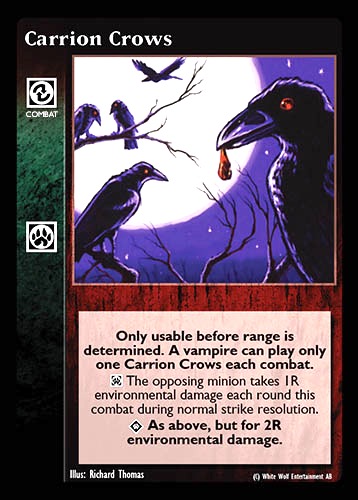 Carrion Crows
COMBAT
Only usable before range is
determined. A vampire can play only
one Carrion Crows each combat.
The opposing minion takes 1R
environmental damage each round this
combat during normal strike resolution.
As above, but for 2R
environmental damage.
Illus: Richard Thomas
(C) White Wolf Entertainment AB